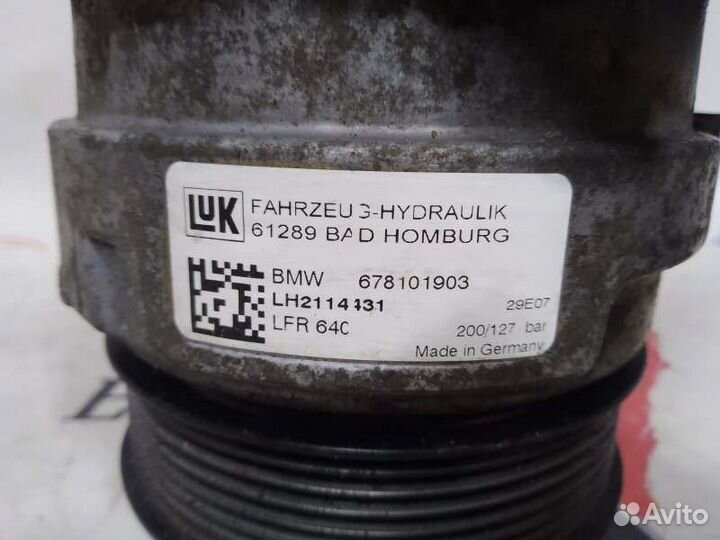 LUK
FAHRZEUG-HYDRAULIK
61289 BAD HOMBURG
BMW 678101903
LH2114431
29E07
LFR 640
200/127 bar
Made in Germany
Avito